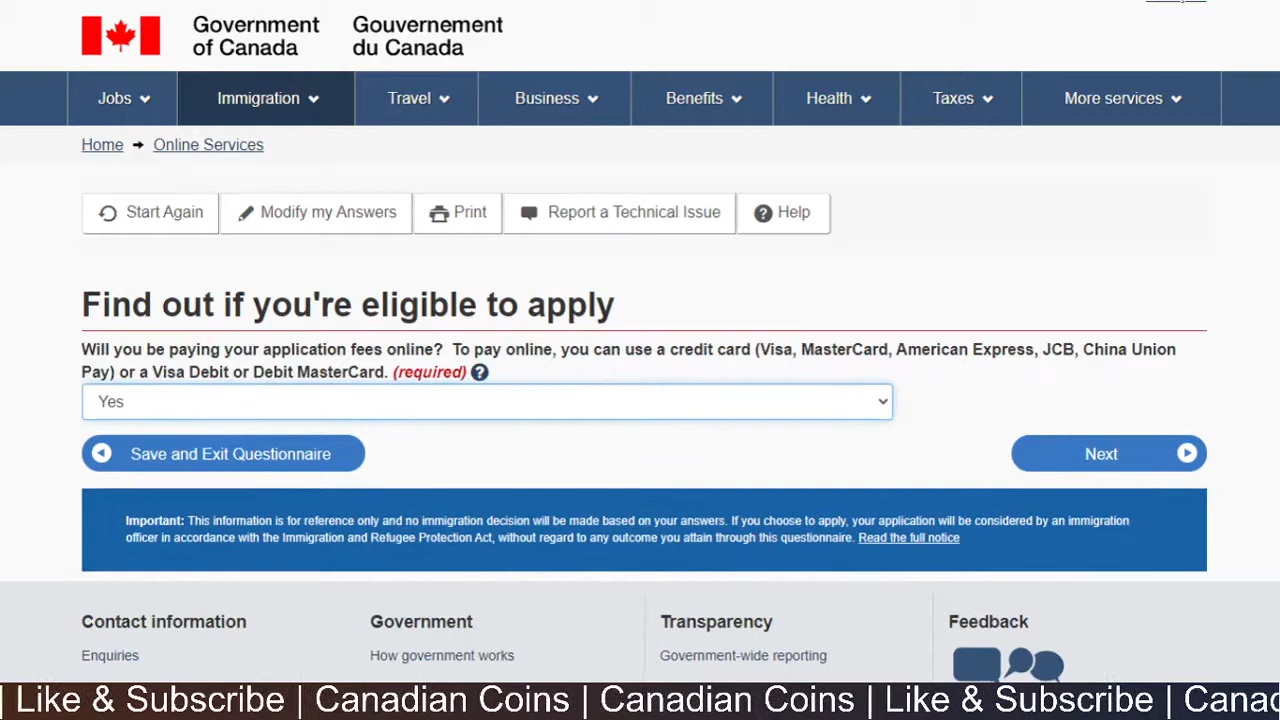 Government of Canada
Gouvernement du Canada
Jobs Immigration Travel Business Benefits Health Taxes More services
Home Online Services
Start Again Modify my Answers Print Report a Technical Issue Help
Find out if you're eligible to apply
Will you be paying your application fees online? To pay online, you can use a credit card (Visa, MasterCard, American Express, JCB, China Union
Pay) or a Visa Debit or Debit MasterCard. (required)
Yes
Save and Exit Questionnaire Next
Important: This information is for reference only and no immigration decision will be made based on your answers. If you choose to apply, your application will be considered by an immigration
officer in accordance with the Immigration and Refugee Protection Act, without regard to any outcome you attain through this questionnaire. Read the full notice
Contact information Government Transparency Feedback
Enquiries How government works Government-wide reporting
| Like & Subscribe | Canadian Coins | Canadian Coins | Like & Subscribe | Canad